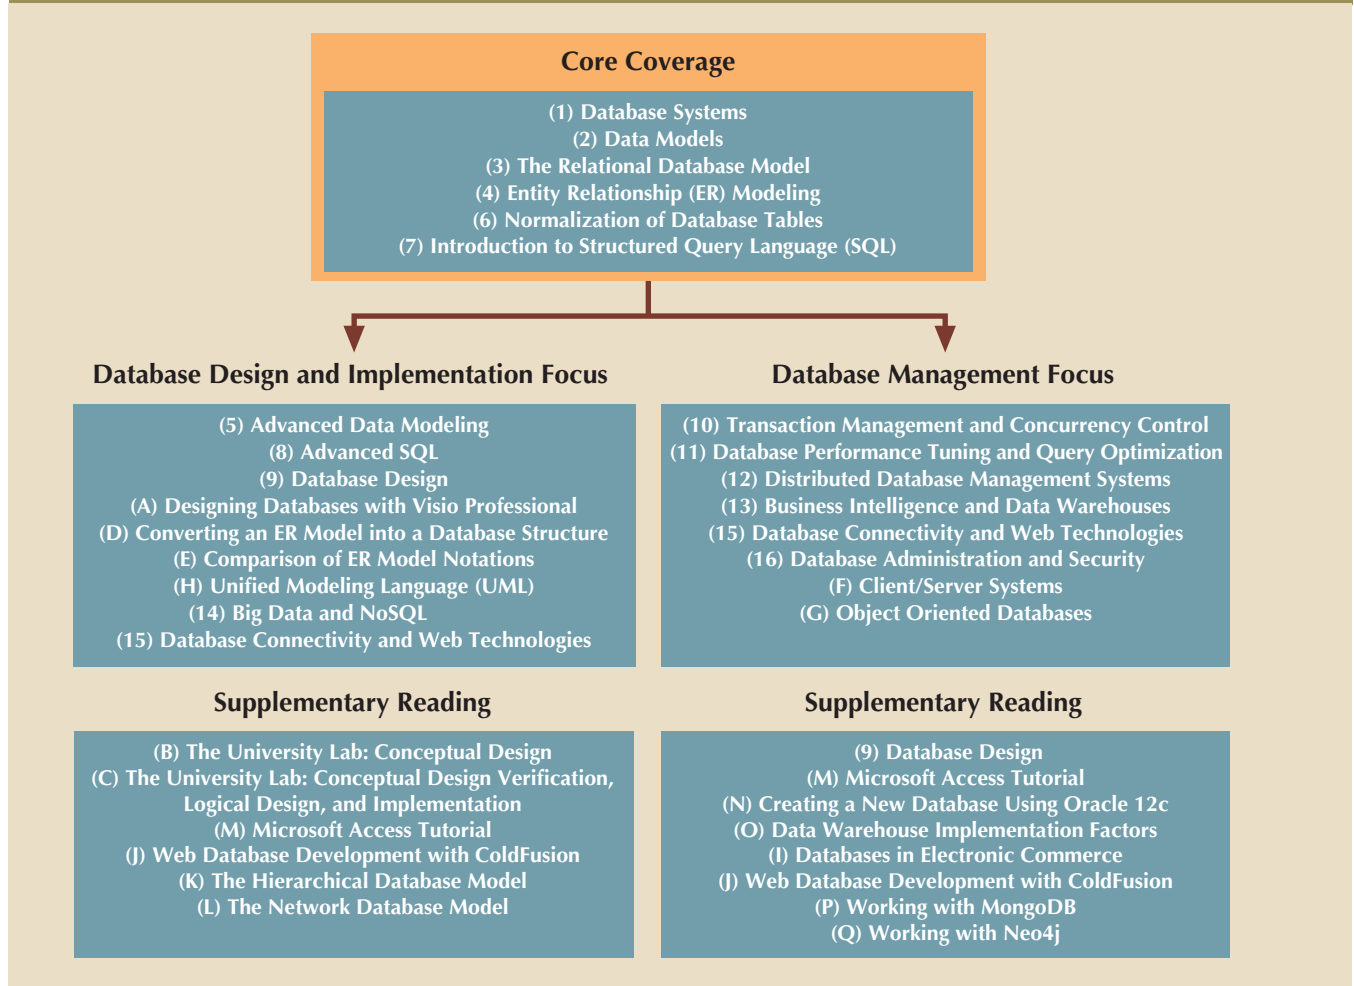 Core Coverage
(1) Database Systems
(2) Data Models
(3) The Relational Database Model
(4) Entity Relationship (ER) Modeling
(6) Normalization of Database Tables
(7) Introduction to Structured Query Language (SQL)
Database Design and Implementation Focus
(5) Advanced Data Modeling
(8) Advanced SQL
(9) Database Design
(A) Designing Databases with Visio Professional
(D) Converting an ER Model into a Database Structure
(E) Comparison of ER Model Notations
(H) Unified Modeling Language (UML)
(14) Big Data and NoSQL
(15) Database Connectivity and Web Technologies
Supplementary Reading
(B) The University Lab: Conceptual Design
(C) The University Lab: Conceptual Design Verification,
Logical Design, and Implementation
(M) Microsoft Access Tutorial
(J) Web Database Development with ColdFusion
(K) The Hierarchical Database Model
(L) The Network Database Model
Database Management Focus
(10) Transaction Management and Concurrency Control
(11) Database Performance Tuning and Query Optimization
(12) Distributed Database Management Systems
(13) Business Intelligence and Data Warehouses
(15) Database Connectivity and Web Technologies
(16) Database Administration and Security
(F) Client/Server Systems
(G) Object Oriented Databases
Supplementary Reading
(9) Database Design
(M) Microsoft Access Tutorial
(N) Creating a New Database Using Oracle 12c
(O) Data Warehouse Implementation Factors
(I) Databases in Electronic Commerce
(J) Web Database Development with ColdFusion
(P) Working with MongoDB
(Q) Working with Neo4j